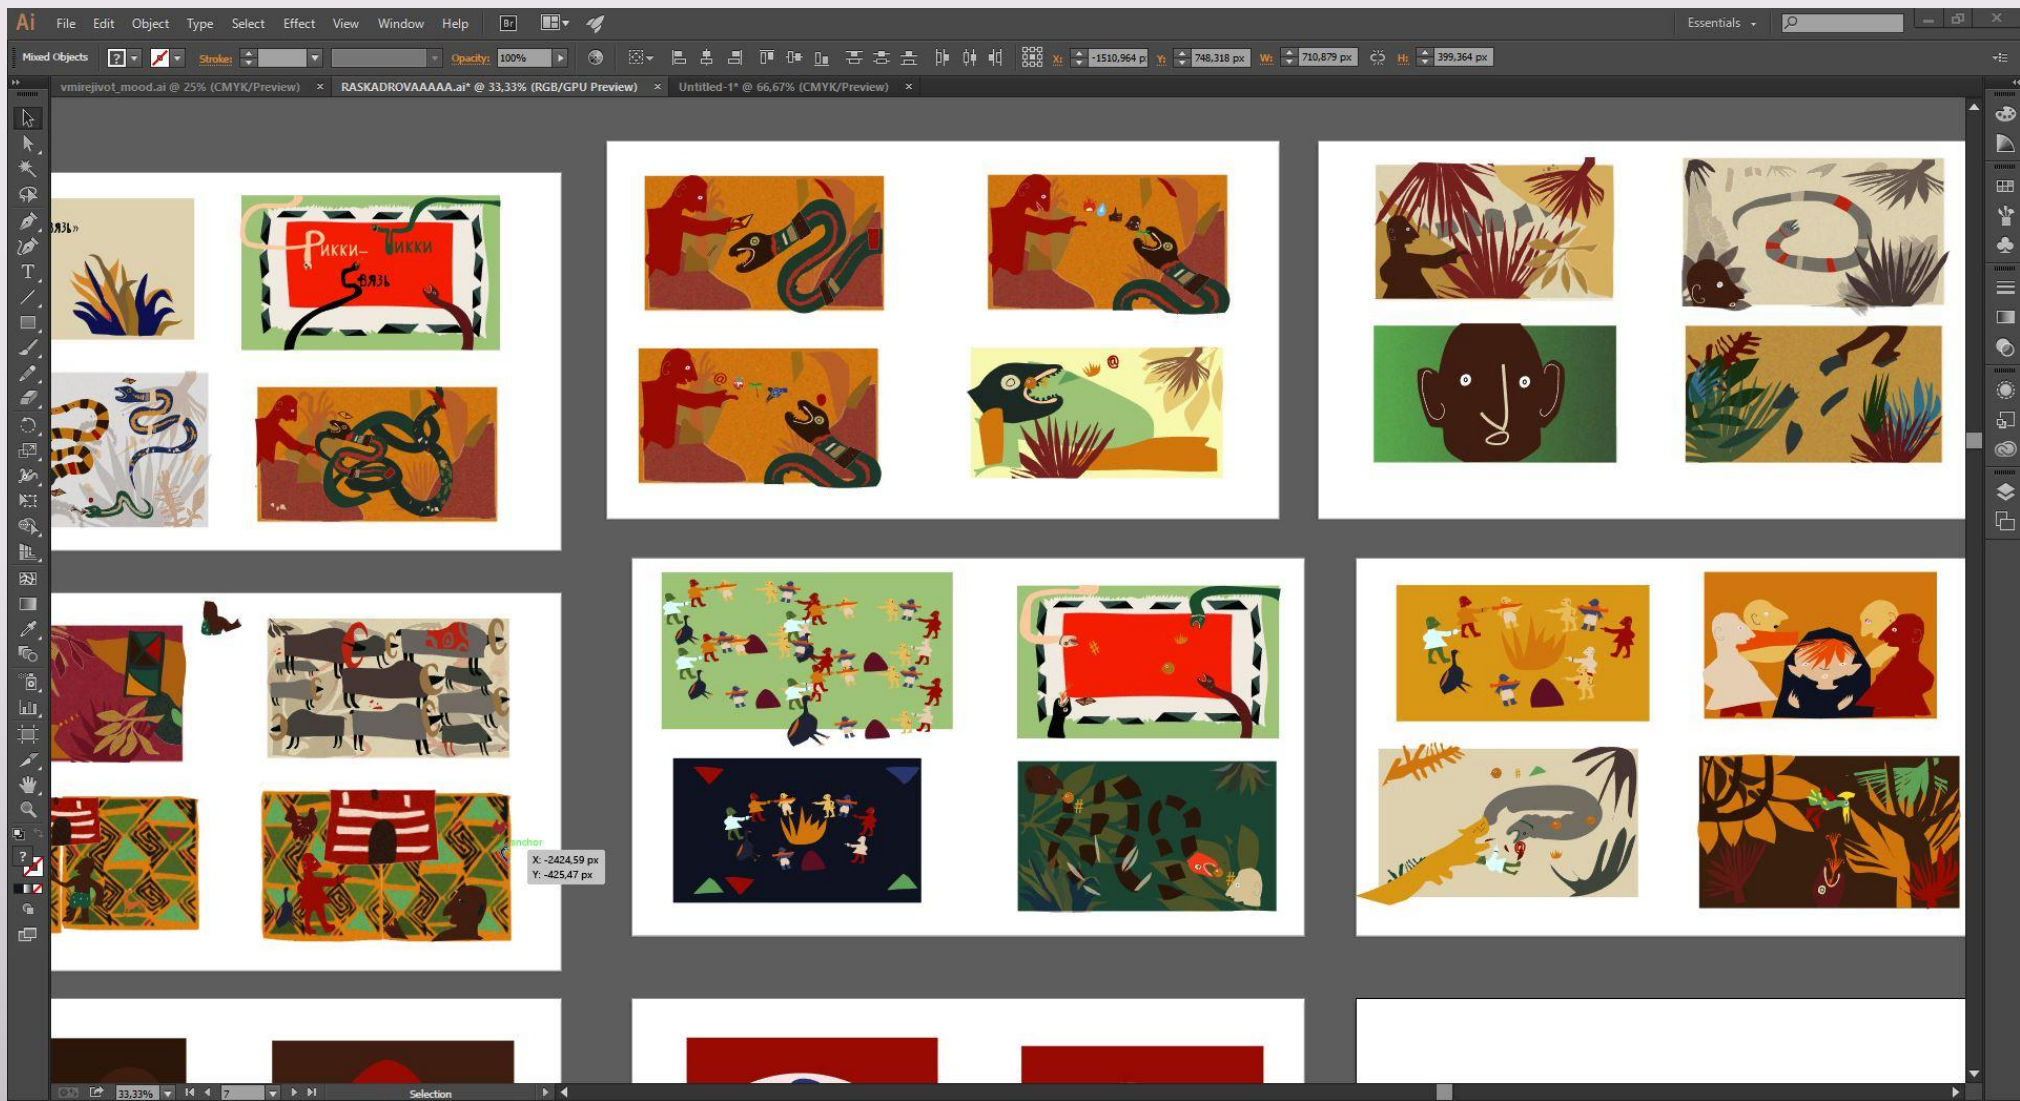 Ai File Edit Object Type Select Effect View Window Help Br Essentials
Mixed Objects ? Stroke: Opacity: 100% X: -1510,964 p Y: 748,318 px W: 710,879 px H: 399,364 px
vmirejivot_mood.ai @ 25% (CMYK/Preview) × RASKADROVAAAAA.ai* @ 33,33% (RGB/GPU Preview) × Untitled-1* @ 66,67% (CMYK/Preview) ×
ВЯЗЬ»
Рикки-
Тикки
Связь
@
@
#
#
#
#
anchor
X: -2424,59 px
Y: -425,47 px
?
33,33% 7 Selection